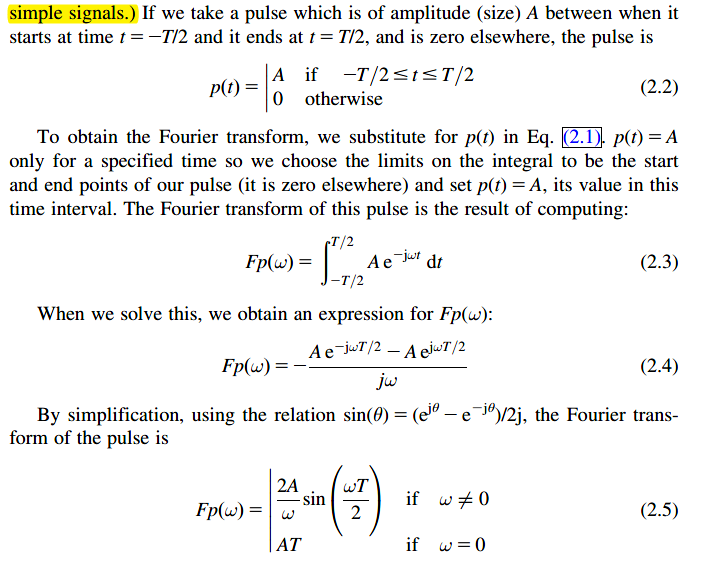 simple signals.) If we take a pulse which is of amplitude (size) A between when it
starts at time t = −T/2 and it ends at t = T/2, and is zero elsewhere, the pulse is
p(t) = | A if −T/2 ≤ t ≤ T/2
0 otherwise (2.2)
To obtain the Fourier transform, we substitute for p(t) in Eq. (2.1). p(t) = A
only for a specified time so we choose the limits on the integral to be the start
and end points of our pulse (it is zero elsewhere) and set p(t) = A, its value in this
time interval. The Fourier transform of this pulse is the result of computing:
Fp(ω) = ∫_{−T/2}^{T/2} A e^{−jωt} dt (2.3)
When we solve this, we obtain an expression for Fp(ω):
Fp(ω) = −\frac{A e^{−jωT/2} − A e^{jωT/2}}{jω} (2.4)
By simplification, using the relation sin(θ) = (e^{jθ} − e^{−jθ})/2j, the Fourier trans-
form of the pulse is
Fp(ω) = | \frac{2A}{ω} sin(\frac{ωT}{2}) if ω ≠ 0
AT if ω = 0 (2.5)